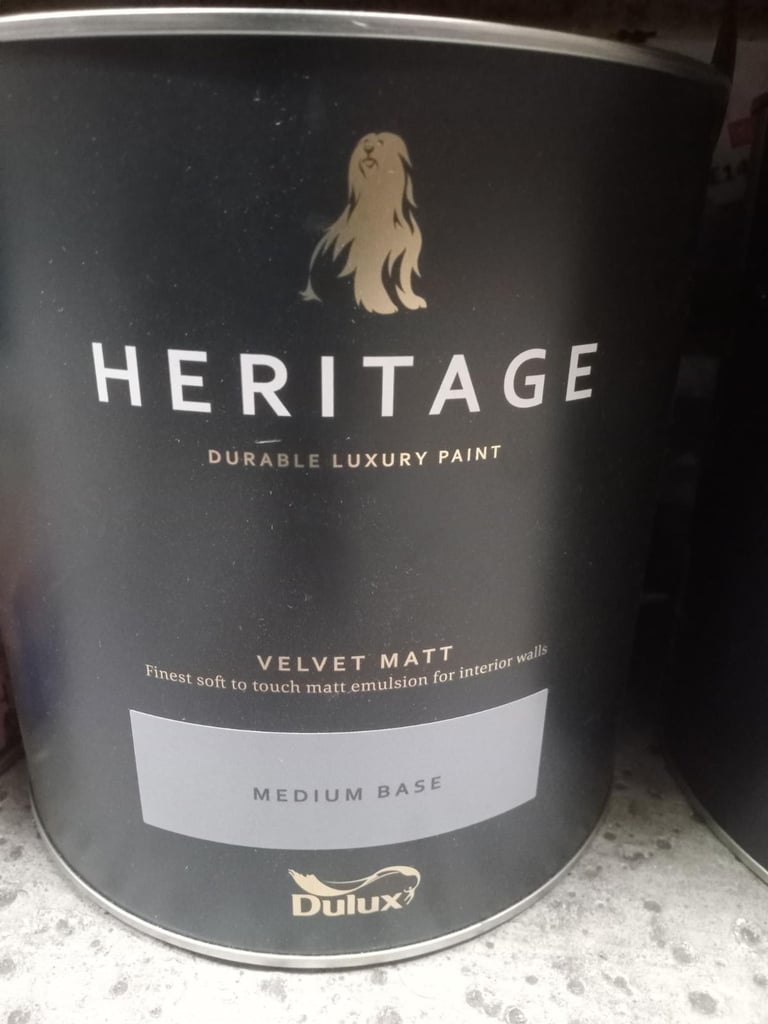 HERITAGE
DURABLE LUXURY PAINT
VELVET MATT
Finest soft to touch matt emulsion for interior walls
MEDIUM BASE
Dulux